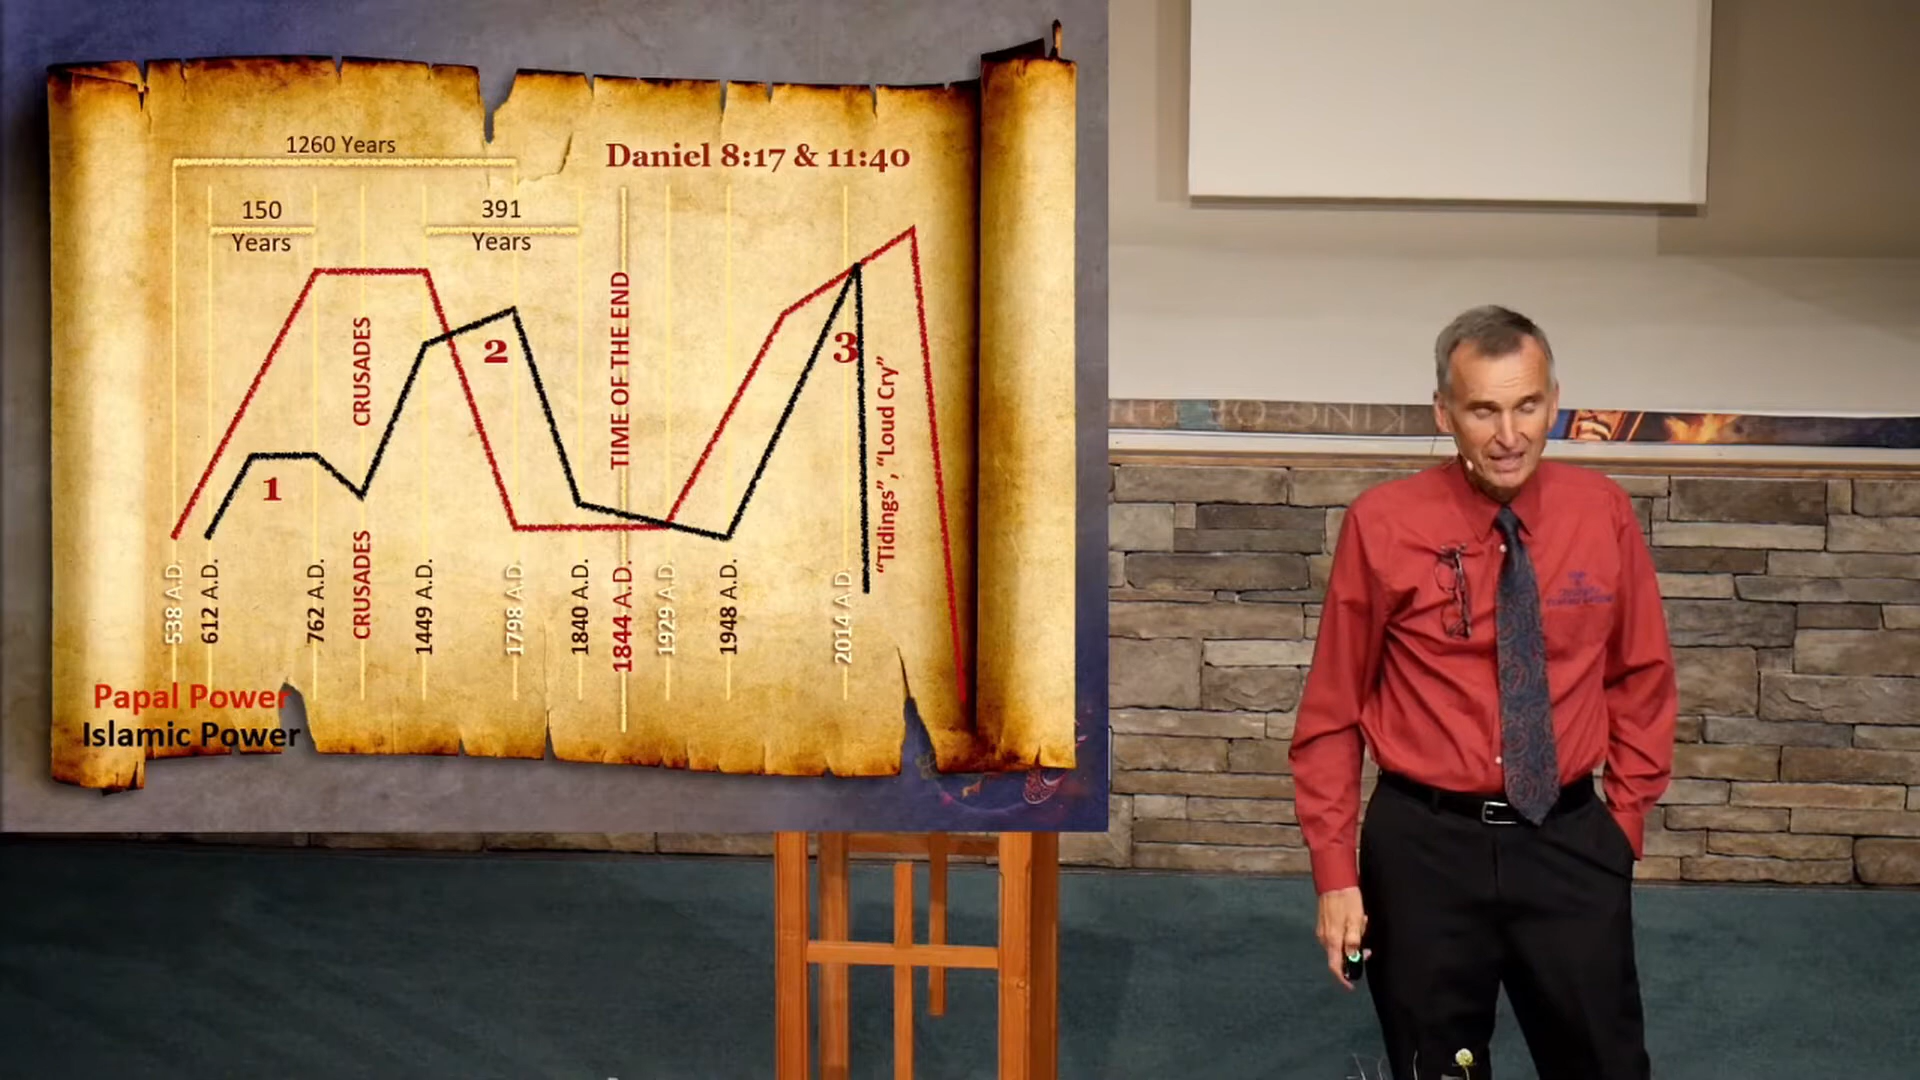 1260 Years
Daniel 8:17 & 11:40
150
Years
391
Years
CRUSADES
2
TIME OF THE END
3
"Tidings", "Loud Cry"
1
538 A.D.
612 A.D.
762 A.D.
CRUSADES
1449 A.D.
1798 A.D.
1840 A.D.
1844 A.D.
1929 A.D.
1948 A.D.
2014 A.D.
Papal Power
Islamic Power